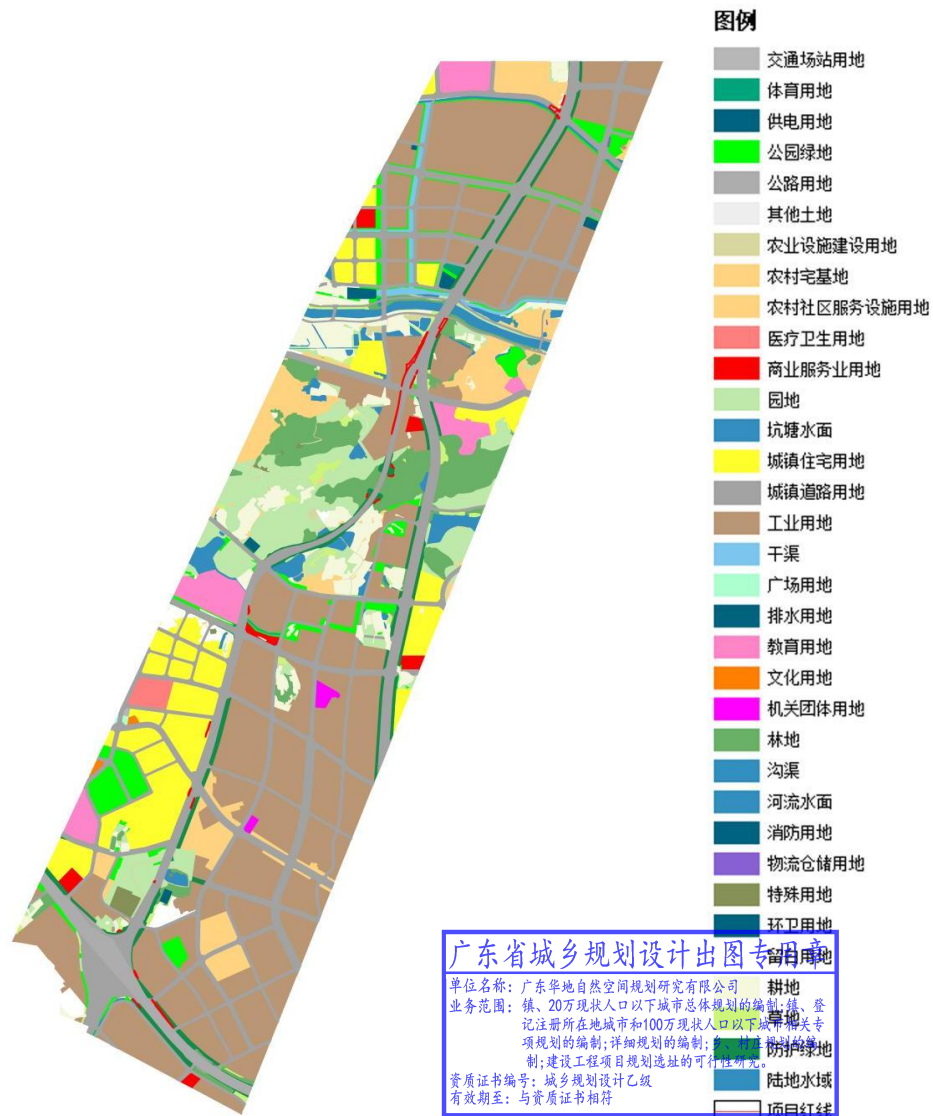 图例
交通场站用地
体育用地
供电用地
公园绿地
公路用地
其他土地
农业设施建设用地
农村宅基地
农村社区服务设施用地
医疗卫生用地
商业服务业用地
园地
坑塘水面
城镇住宅用地
城镇道路用地
工业用地
干渠
广场用地
排水用地
教育用地
文化用地
机关团体用地
林地
沟渠
河流水面
消防用地
物流仓储用地
特殊用地
环卫用地
留白用地
耕地
草地
防护绿地
陆地水域
项目红线
广东省城乡规划设计出图专用章
单位名称：广东华地自然空间规划研究有限公司
业务范围：镇、20万现状人口以下城市总体规划的编制;镇、登
记注册所在地城市和100万现状人口以下城市相关专
项规划的编制;详细规划的编制;乡、村庄规划的编
制;建设工程项目规划选址的可行性研究。
资质证书编号：城乡规划设计乙级
有效期至：与资质证书相符